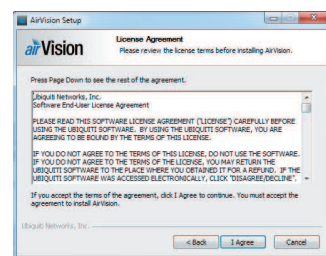 AirVision Setup
airVision
License Agreement
Please review the license terms before installing AirVision.
Press Page Down to see the rest of the agreement.
Ubiquiti Networks, Inc.
Software End-User License Agreement
PLEASE READ THIS SOFTWARE LICENSE AGREEMENT ("LICENSE") CAREFULLY BEFORE
USING THE UBIQUITI SOFTWARE. BY USING THE UBIQUITI SOFTWARE, YOU ARE
AGREEING TO BE BOUND BY THE TERMS OF THIS LICENSE.
IF YOU DO NOT AGREE TO THE TERMS OF THIS LICENSE, DO NOT USE THE SOFTWARE.
IF YOU DO NOT AGREE TO THE TERMS OF THE LICENSE, YOU MAY RETURN THE
UBIQUITI SOFTWARE TO THE PLACE WHERE YOU OBTAINED IT FOR A REFUND. IF THE
UBIQUITI SOFTWARE WAS ACCESSED ELECTRONICALLY, CLICK "DISAGREE/DECLINE".
If you accept the terms of the agreement, click I Agree to continue. You must accept the
agreement to install AirVision.
Ubiquiti Networks, Inc.
< Back
I Agree
Cancel